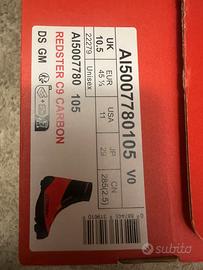 AI5007780105 V0
UK
10.5
EUR
45 ⅓
USA
11
JP
29
CN
285(2.5)
22279
Unisex
AI5007780 105
REDSTER C9 CARBON
DS GM
subito